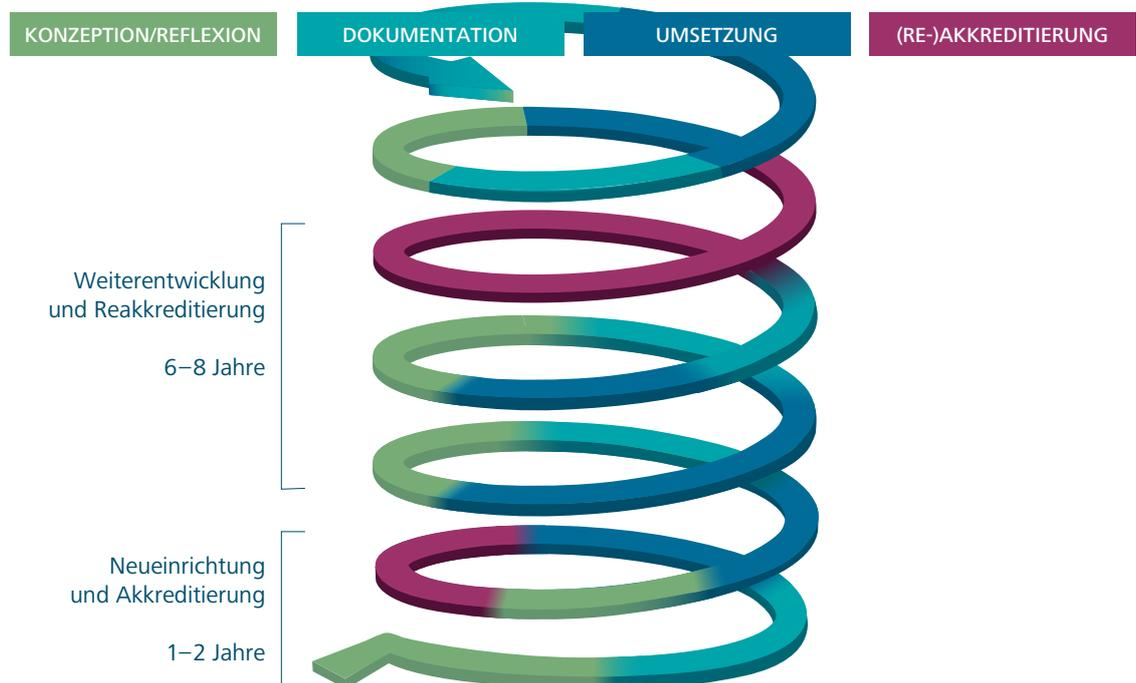 KONZEPTION/REFLEXION
DOKUMENTATION
UMSETZUNG
(RE-)AKKREDITIERUNG
Weiterentwicklung
und Reakkreditierung
6–8 Jahre
Neueinrichtung
und Akkreditierung
1–2 Jahre